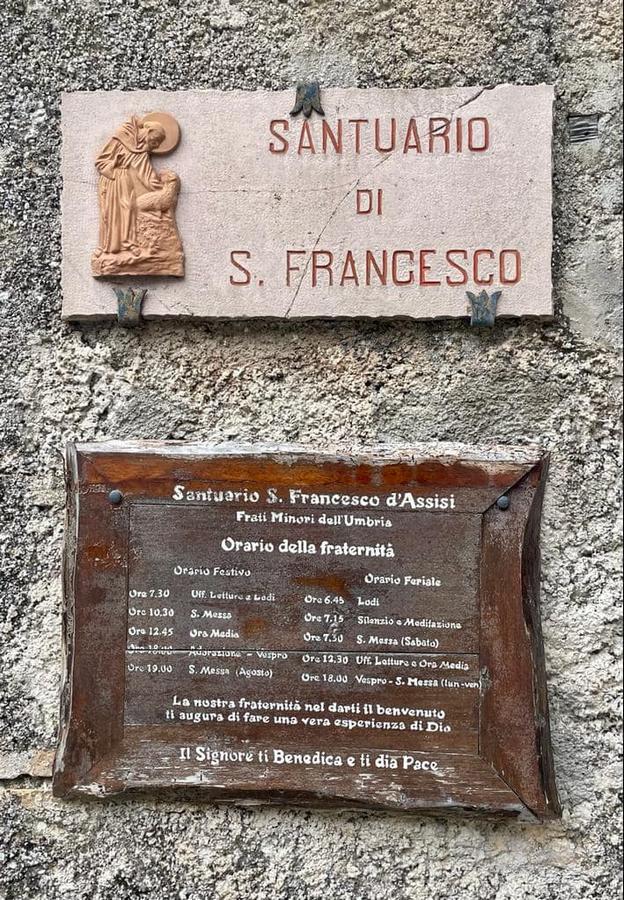 SANTUARIO
DI
S. FRANCESCO
Santuario S. Francesco d'Assisi
Frati Minori dell'Umbria
Orario della fraternità
Orario Festivo
Ore 7.30 Uff. Letture e Lodi
Ore 10.30 S. Messa
Ore 12.45 Ora Media
Ore 18.00 Adorazione - Vespro
Ore 19.00 S. Messa (Agosto)
Orario Feriale
Ore 6.45 Lodi
Ore 7.15 Silenzio e Meditazione
Ore 7.30 S. Messa (Sabato)
Ore 12.30 Uff. Letture e Ora Media
Ore 18.00 Vespro - S. Messa (lun-ven)
La nostra fraternità nel darti il benvenuto
ti augura di fare una vera esperienza di Dio
Il Signore ti Benedica e ti dia Pace